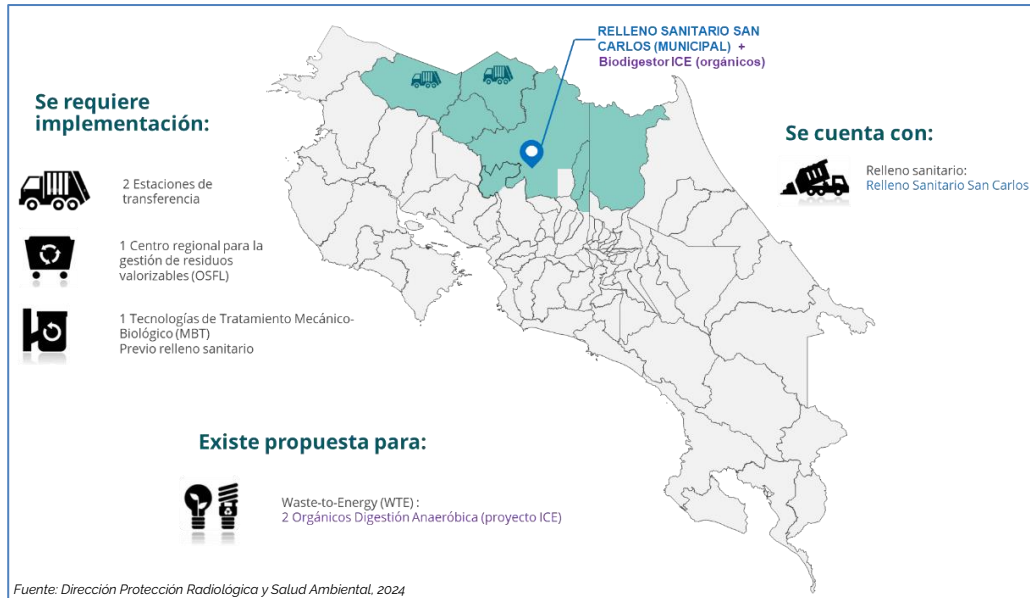 RELLENO SANITARIO SAN
CARLOS (MUNICIPAL) +
Biodigestor ICE (orgánicos)
Se requiere
implementación:
2 Estaciones de
transferencia
1 Centro regional para la
gestión de residuos
valorizables (OSFL)
1 Tecnologías de Tratamiento Mecánico-
Biológico (MBT)
Previo relleno sanitario
Se cuenta con:
Relleno sanitario:
Relleno Sanitario San Carlos
Existe propuesta para:
Waste-to-Energy (WTE) :
2 Orgánicos Digestión Anaeróbica (proyecto ICE)
Fuente: Dirección Protección Radiológica y Salud Ambiental, 2024